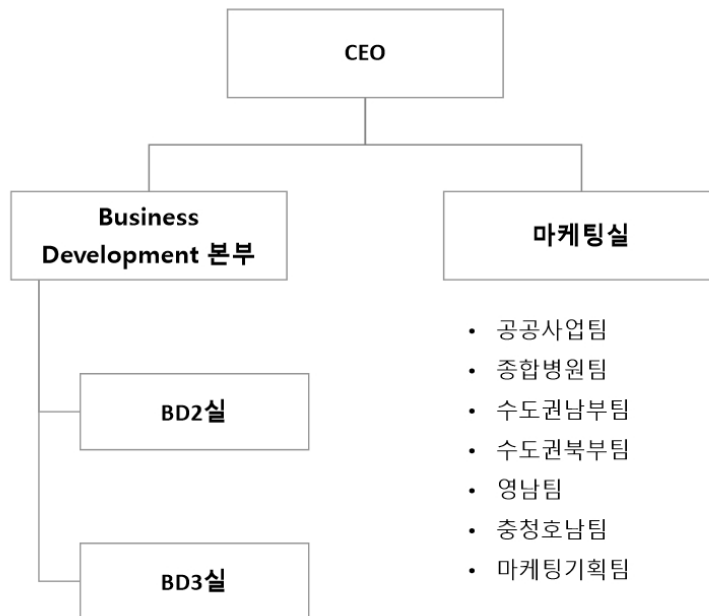 CEO
Business
Development 본부
마케팅실
• 공공사업팀
• 종합병원팀
• 수도권남부팀
• 수도권북부팀
• 영남팀
• 충청호남팀
• 마케팅기획팀
BD2실
BD3실